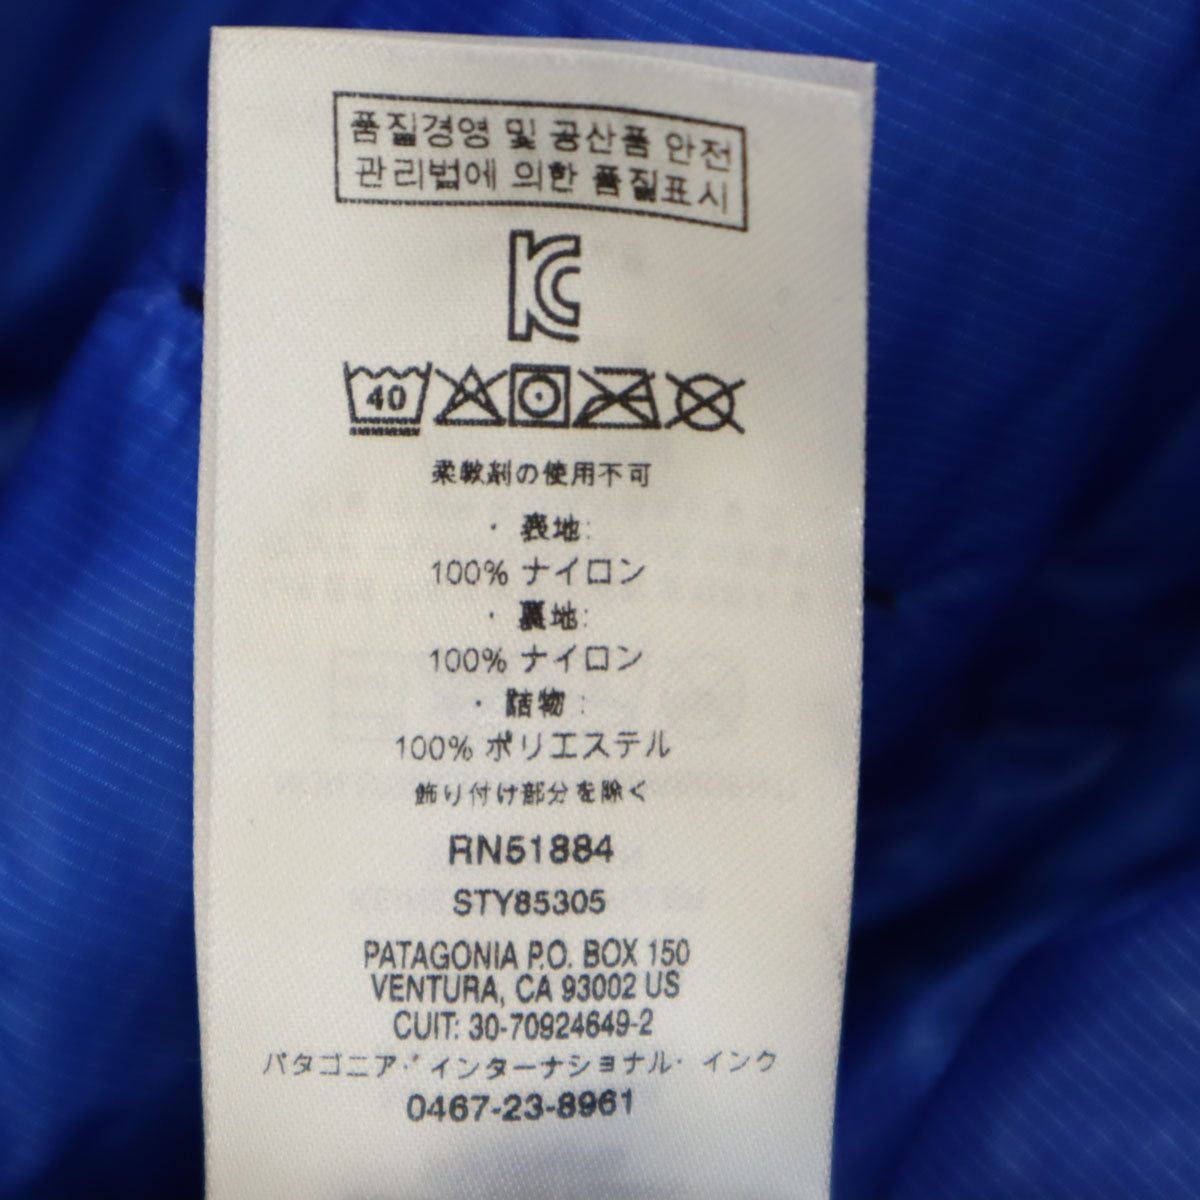 품질경영 및 공산품 안전
관리법에 의한 품질표시
KC
40
柔軟剤の使用不可
・表地:
100% ナイロン
・裏地:
100% ナイロン
・詰物:
100% ポリエステル
飾り付け部分を除く
RN51884
STY85305
PATAGONIA P.O. BOX 150
VENTURA, CA 93002 US
CUIT: 30-70924649-2
パタゴニア・インターナショナル・インク
0467-23-8961